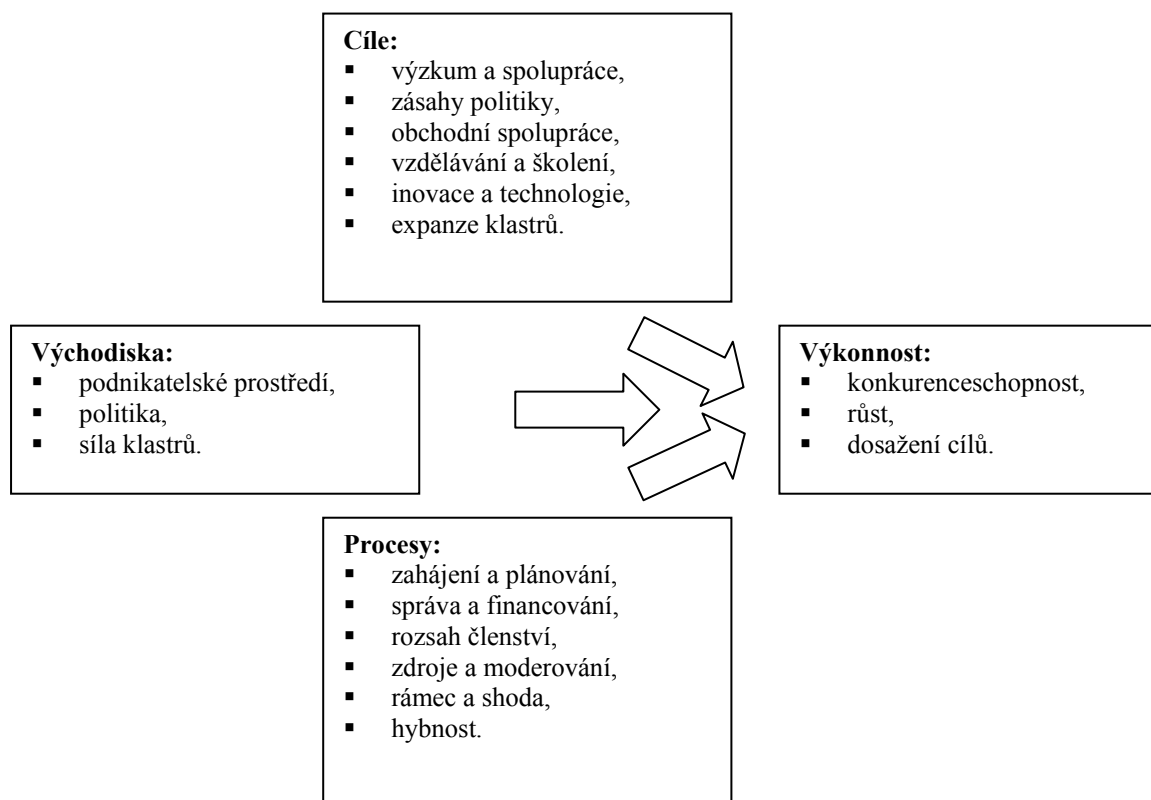 Cíle:
▪ výzkum a spolupráce,
▪ zásahy politiky,
▪ obchodní spolupráce,
▪ vzdělávání a školení,
▪ inovace a technologie,
▪ expanze klastrů.
Východiska:
▪ podnikatelské prostředí,
▪ politika,
▪ síla klastrů.
Výkonnost:
▪ konkurenceschopnost,
▪ růst,
▪ dosažení cílů.
Procesy:
▪ zahájení a plánování,
▪ správa a financování,
▪ rozsah členství,
▪ zdroje a moderování,
▪ rámec a shoda,
▪ hybnost.